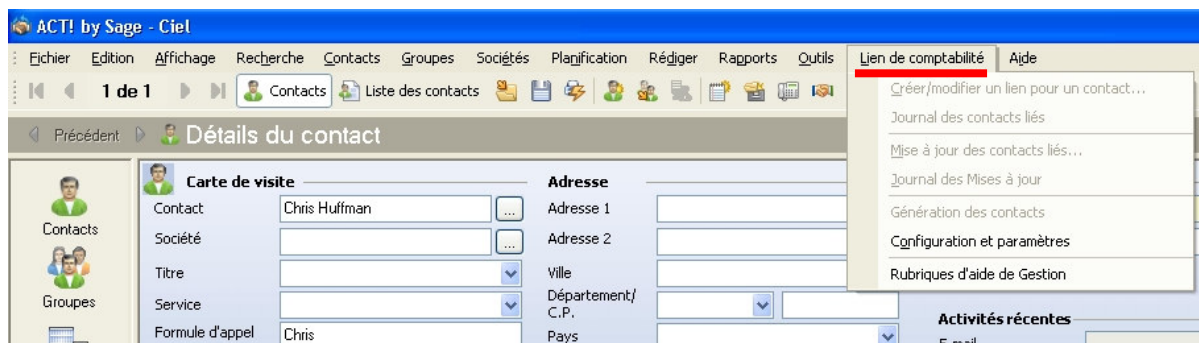 ACT! by Sage - Ciel
Fichier Edition Affichage Recherche Contacts Groupes Sociétés Planification Rédiger Rapports Outils Lien de comptabilité Aide
1 de 1 Contacts Liste des contacts
Créer/modifier un lien pour un contact...
Journal des contacts liés
Mise à jour des contacts liés...
Journal des Mises à jour
Génération des contacts
Configuration et paramètres
Rubriques d'aide de Gestion
Précédent Détails du contact
Contacts
Groupes
Carte de visite
Contact Chris Huffman ...
Société ...
Titre
Service
Formule d'appel Chris
Adresse
Adresse 1
Adresse 2
Ville
Département/
C.P.
Pays
Activités récentes
E-mail